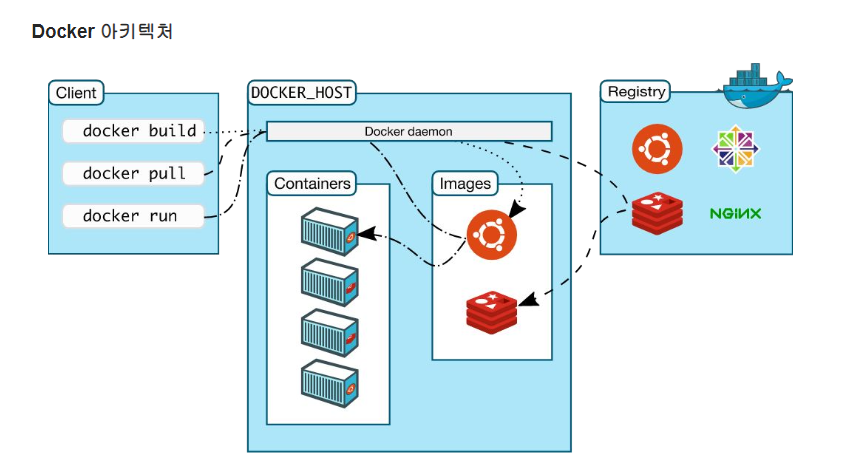 Docker 아키텍처
Client
docker build
docker pull
docker run
DOCKER_HOST
Docker daemon
Containers
Images
Registry
NGINX